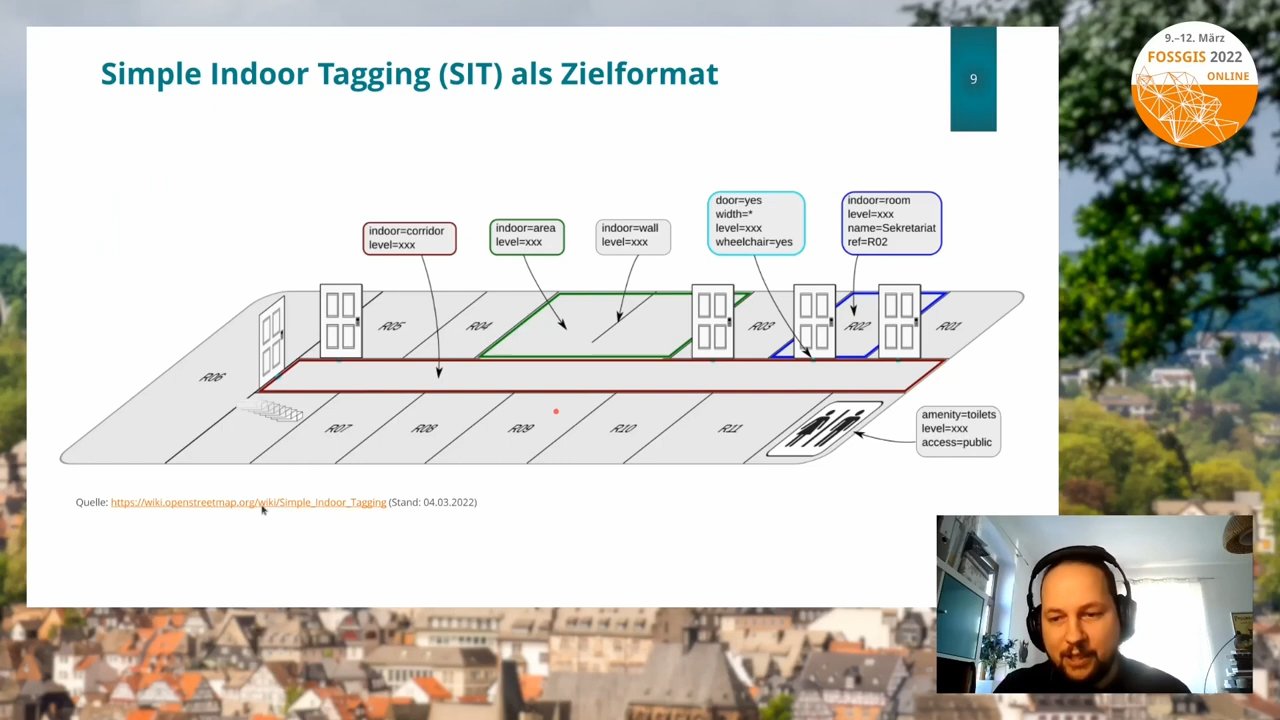 Simple Indoor Tagging (SIT) als Zielformat
9
9.–12. März
FOSSGIS 2022
ONLINE
indoor=corridor
level=xxx
indoor=area
level=xxx
indoor=wall
level=xxx
door=yes
width=*
level=xxx
wheelchair=yes
indoor=room
level=xxx
name=Sekretariat
ref=R02
R05
R04
R03
R02
R01
R06
R07
R08
R09
R10
R11
amenity=toilets
level=xxx
access=public
Quelle: https://wiki.openstreetmap.org/wiki/Simple_Indoor_Tagging (Stand: 04.03.2022)